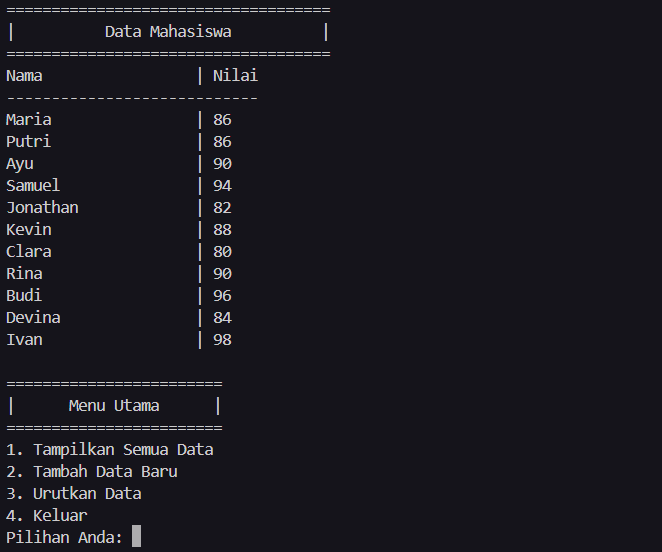 ====================================
|          Data Mahasiswa          |
====================================
Nama                 | Nilai
----------------------------
Maria                | 86
Putri                | 86
Ayu                  | 90
Samuel               | 94
Jonathan             | 82
Kevin                | 88
Clara                | 80
Rina                 | 90
Budi                 | 96
Devina               | 84
Ivan                 | 98

========================
|      Menu Utama      |
========================
1. Tampilkan Semua Data
2. Tambah Data Baru
3. Urutkan Data
4. Keluar
Pilihan Anda: